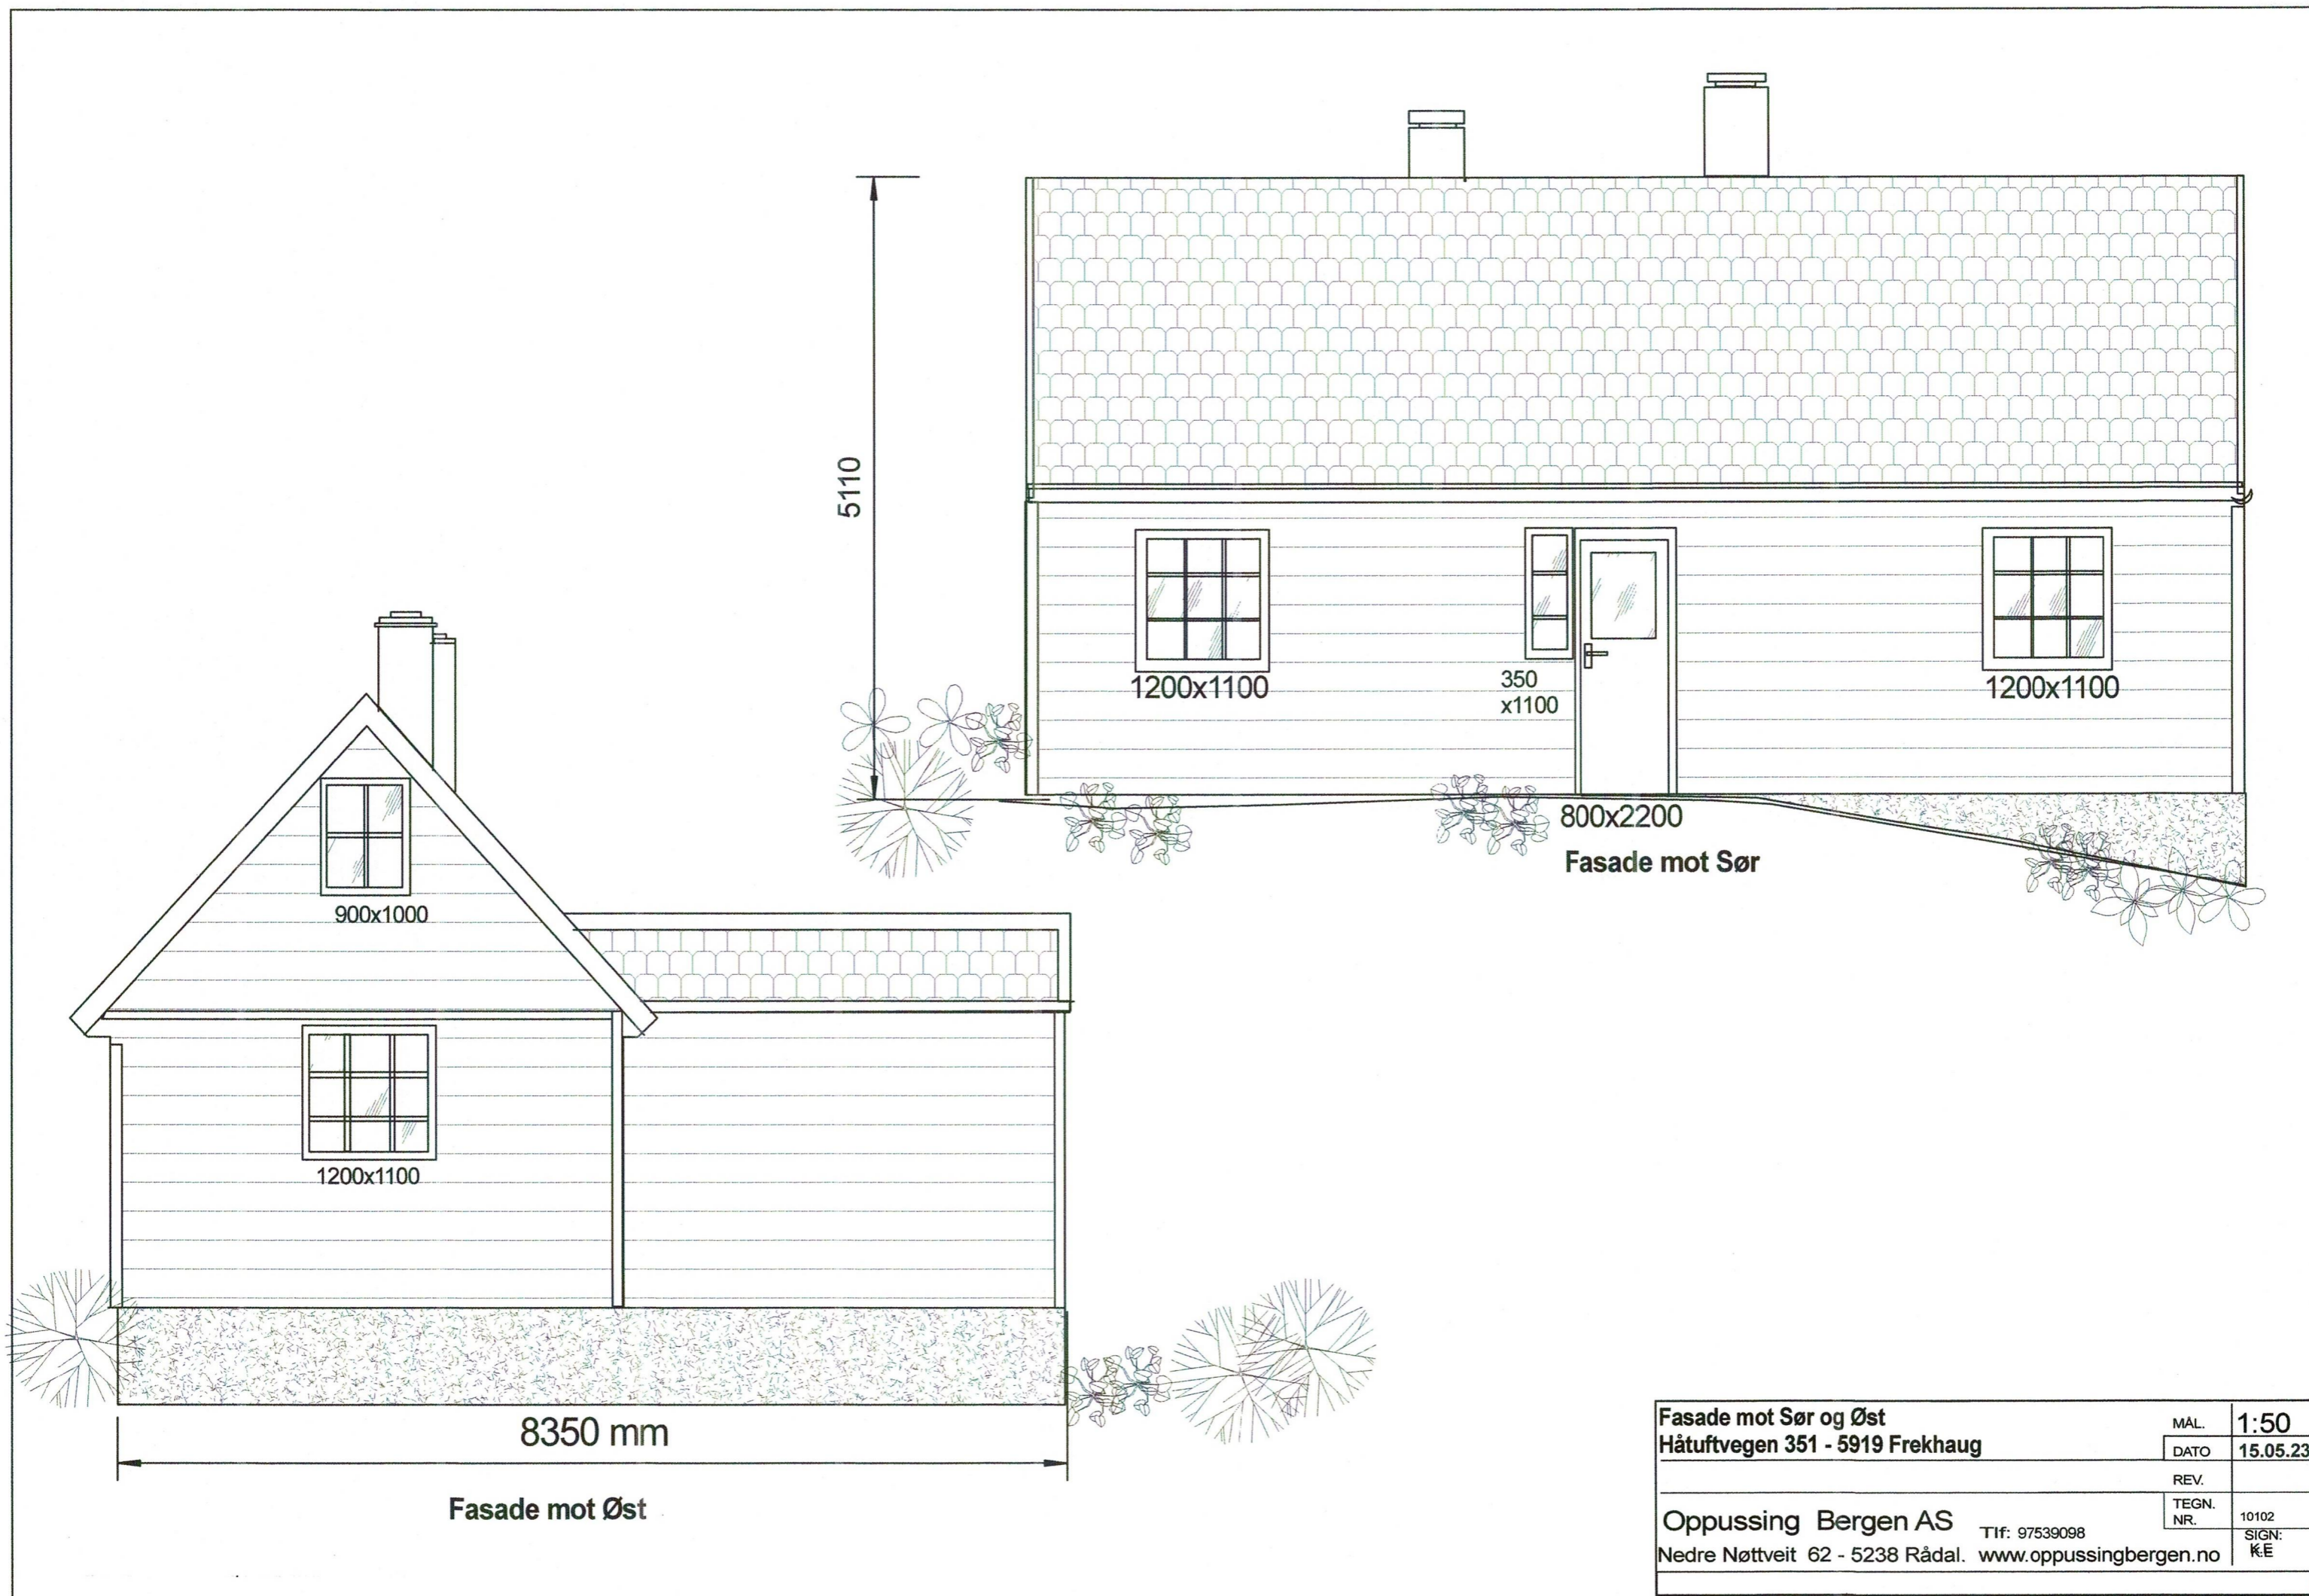 5110
1200x1100
350
x1100
1200x1100
800x2200
Fasade mot Sør
900x1000
1200x1100
8350 mm
Fasade mot Øst
Fasade mot Sør og Øst
Håtuftvegen 351 - 5919 Frekhaug
MÅL. 1:50
DATO 15.05.23
REV.
TEGN.
NR. 10102
Oppussing Bergen AS Tlf: 97539098
SIGN:
K.E
Nedre Nøttveit 62 - 5238 Rådal. www.oppussingbergen.no